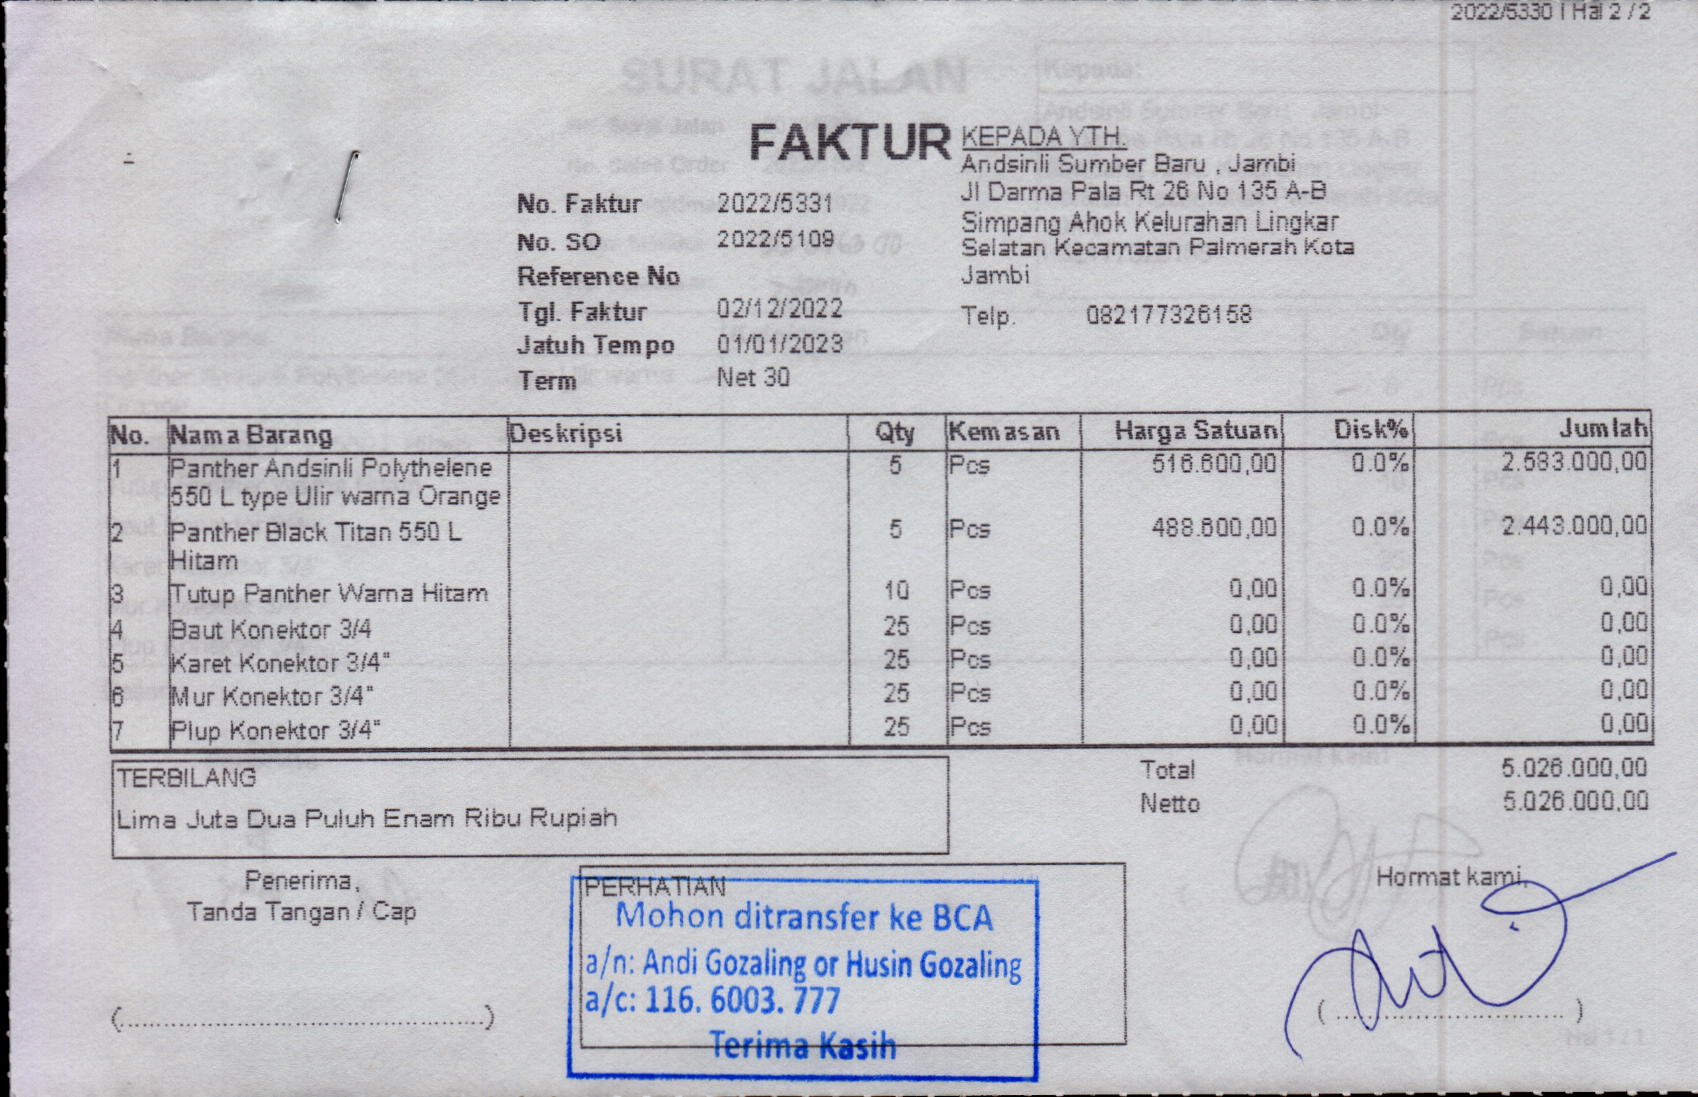 2022/5330 | Hal 2 / 2
FAKTUR
KEPADA YTH.
Andsinli Sumber Baru , Jambi
Jl Darma Pala Rt 26 No 135 A-B
Simpang Ahok Kelurahan Lingkar
Selatan Kecamatan Palmerah Kota
Jambi
Telp. 082177326158
No. Faktur 2022/5331
No. SO 2022/5109
Reference No
Tgl. Faktur 02/12/2022
Jatuh Tempo 01/01/2023
Term Net 30
No. Nama Barang Deskripsi Qty Kemasan Harga Satuan Disk% Jumlah
1 Panther Andsinli Polythelene 5 Pcs 516.600,00 0.0% 2.583.000,00
550 L type Ulir warna Orange
2 Panther Black Titan 550 L 5 Pcs 488.600,00 0.0% 2.443.000,00
Hitam
3 Tutup Panther Warna Hitam 10 Pcs 0,00 0.0% 0,00
4 Baut Konektor 3/4 25 Pcs 0,00 0.0% 0,00
5 Karet Konektor 3/4" 25 Pcs 0,00 0.0% 0,00
6 Mur Konektor 3/4" 25 Pcs 0,00 0.0% 0,00
7 Plup Konektor 3/4" 25 Pcs 0,00 0.0% 0,00
TERBILANG
Lima Juta Dua Puluh Enam Ribu Rupiah
Total 5.026.000,00
Netto 5.026.000,00
Penerima,
Tanda Tangan / Cap
(....................................................)
PERHATIAN
Mohon ditransfer ke BCA
a/n: Andi Gozaling or Husin Gozaling
a/c: 116. 6003. 777
Terima Kasih
Hormat kami,
( ................................ )